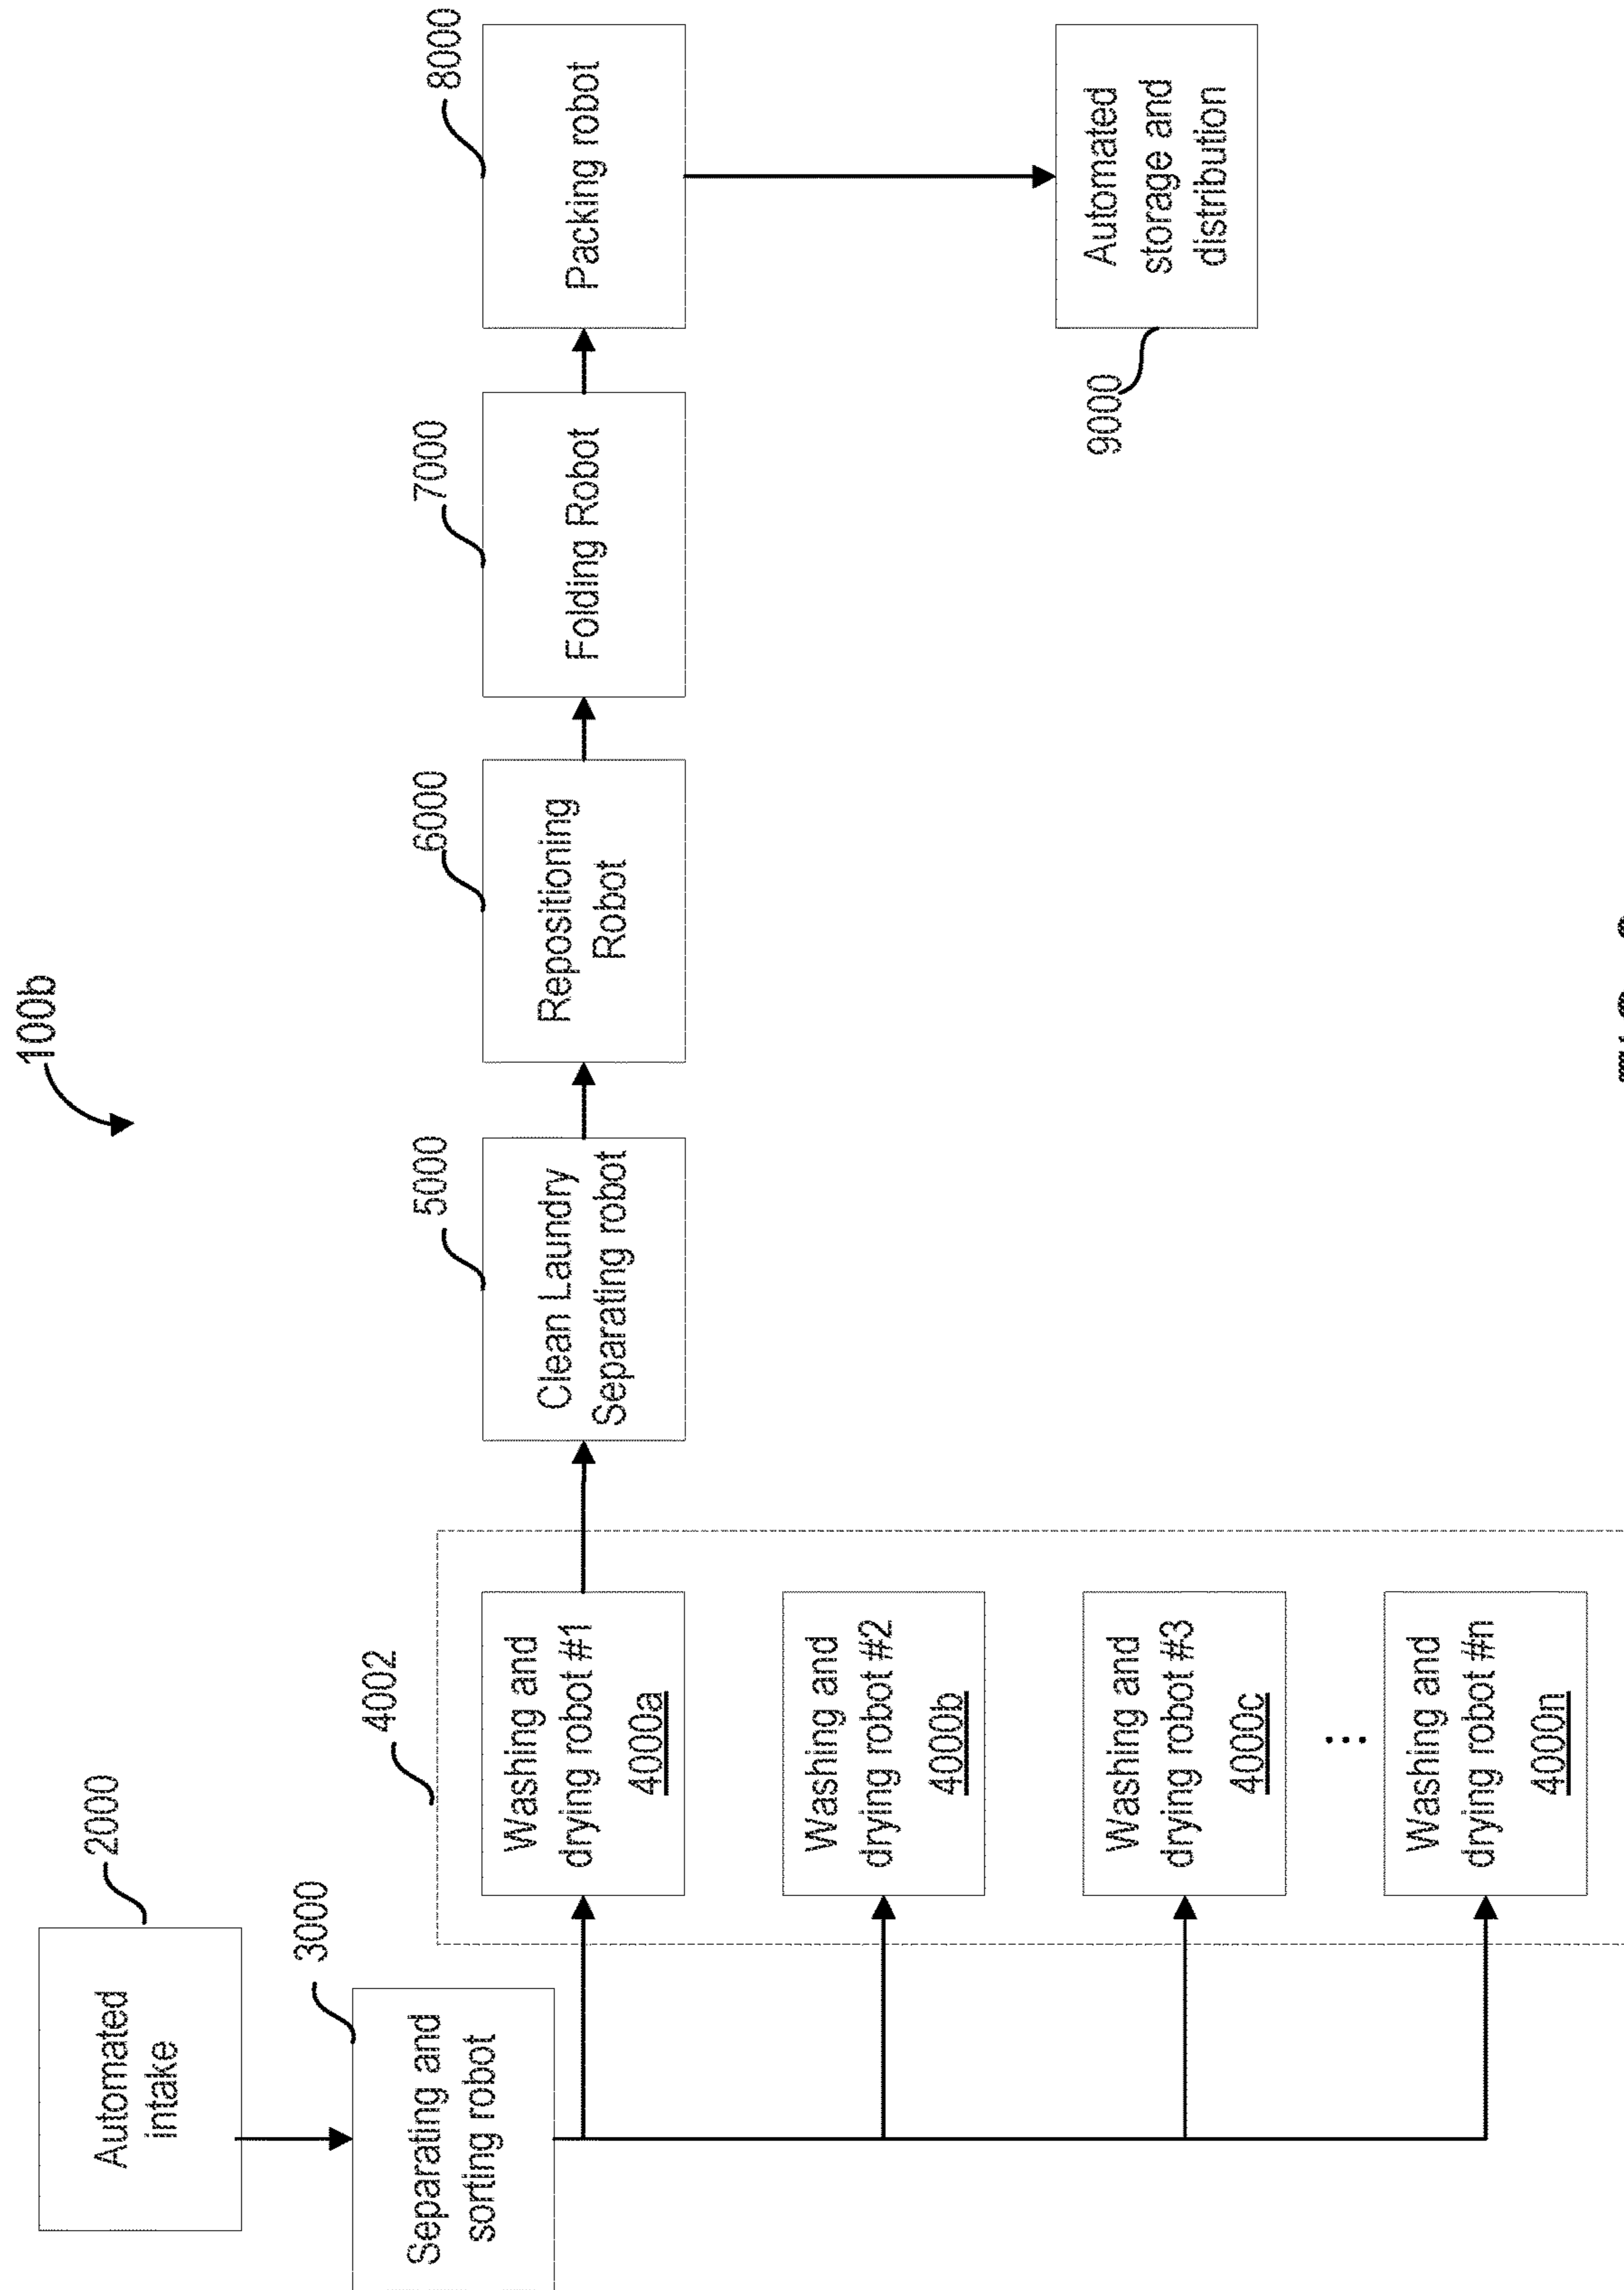 100b
2000
Automated
intake
3000
Separating and
sorting robot
4002
Washing and
drying robot #1
4000a
Washing and
drying robot #2
4000b
Washing and
drying robot #3
4000c
...
Washing and
drying robot #n
4000n
5000
Clean Laundry
Separating robot
6000
Repositioning
Robot
7000
Folding Robot
8000
Packing robot
9000
Automated
storage and
distribution